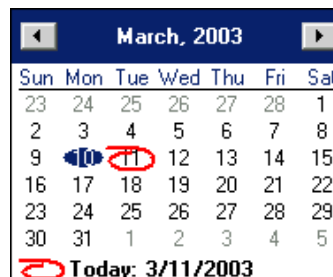 March, 2003
Sun Mon Tue Wed Thu Fri Sat
23 24 25 26 27 28 1
2 3 4 5 6 7 8
9 10 11 12 13 14 15
16 17 18 19 20 21 22
23 24 25 26 27 28 29
30 31 1 2 3 4 5
Today: 3/11/2003